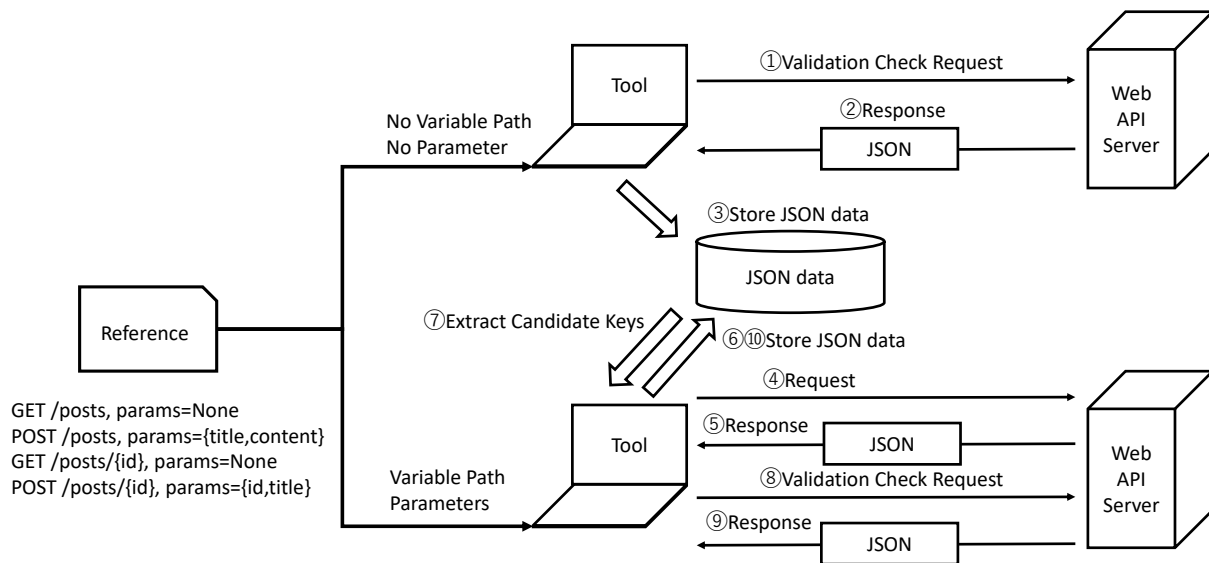 ①Validation Check Request
Tool
Web
API
Server
②Response
JSON
No Variable Path
No Parameter
③Store JSON data
JSON data
⑦Extract Candidate Keys
⑥⑩Store JSON data
Reference
GET /posts, params=None
POST /posts, params={title,content}
GET /posts/{id}, params=None
POST /posts/{id}, params={id,title}
④Request
⑤Response
JSON
Tool
Web
API
Server
Variable Path
Parameters
⑧Validation Check Request
⑨Response
JSON